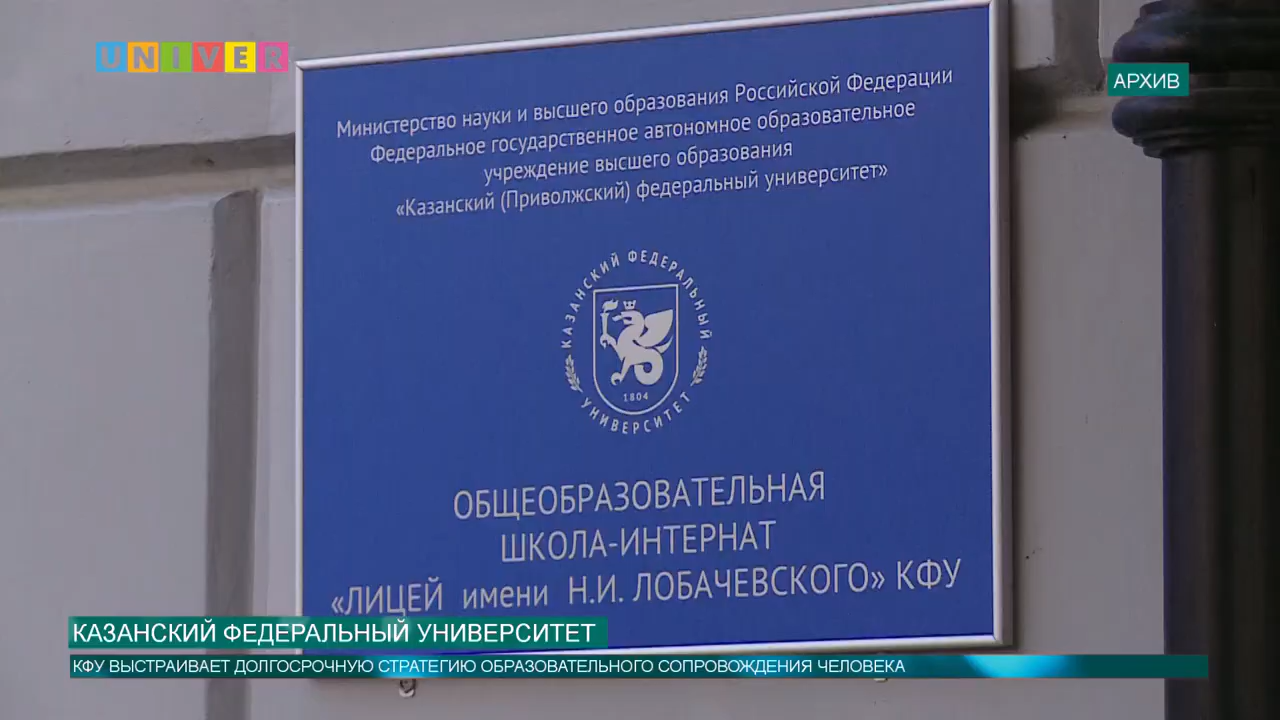 UNIVER
АРХИВ
Министерство науки и высшего образования Российской Федерации
Федеральное государственное автономное образовательное
учреждение высшего образования
«Казанский (Приволжский) федеральный университет»
КАЗАНСКИЙ ФЕДЕРАЛЬНЫЙ
1804
УНИВЕРСИТЕТ
ОБЩЕОБРАЗОВАТЕЛЬНАЯ
ШКОЛА-ИНТЕРНАТ
«ЛИЦЕЙ имени Н.И. ЛОБАЧЕВСКОГО» КФУ
КАЗАНСКИЙ ФЕДЕРАЛЬНЫЙ УНИВЕРСИТЕТ
КФУ ВЫСТРАИВАЕТ ДОЛГОСРОЧНУЮ СТРАТЕГИЮ ОБРАЗОВАТЕЛЬНОГО СОПРОВОЖДЕНИЯ ЧЕЛОВЕКА